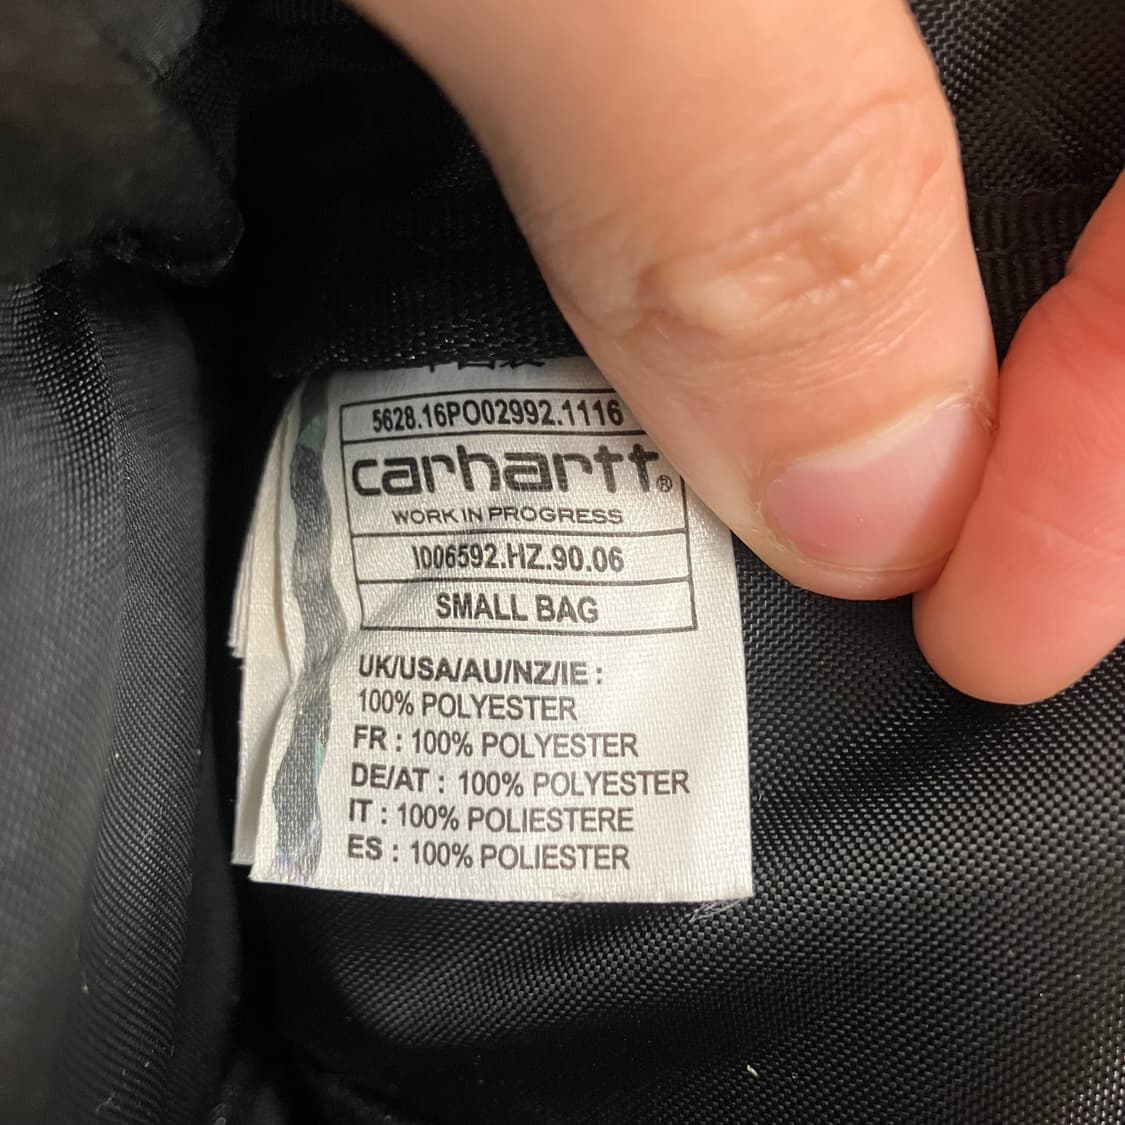 5628.16PO02992.1116
carhartt®
WORK IN PROGRESS
I006592.HZ.90.06
SMALL BAG
UK/USA/AU/NZ/IE :
100% POLYESTER
FR : 100% POLYESTER
DE/AT : 100% POLYESTER
IT : 100% POLIESTERE
ES : 100% POLIESTER